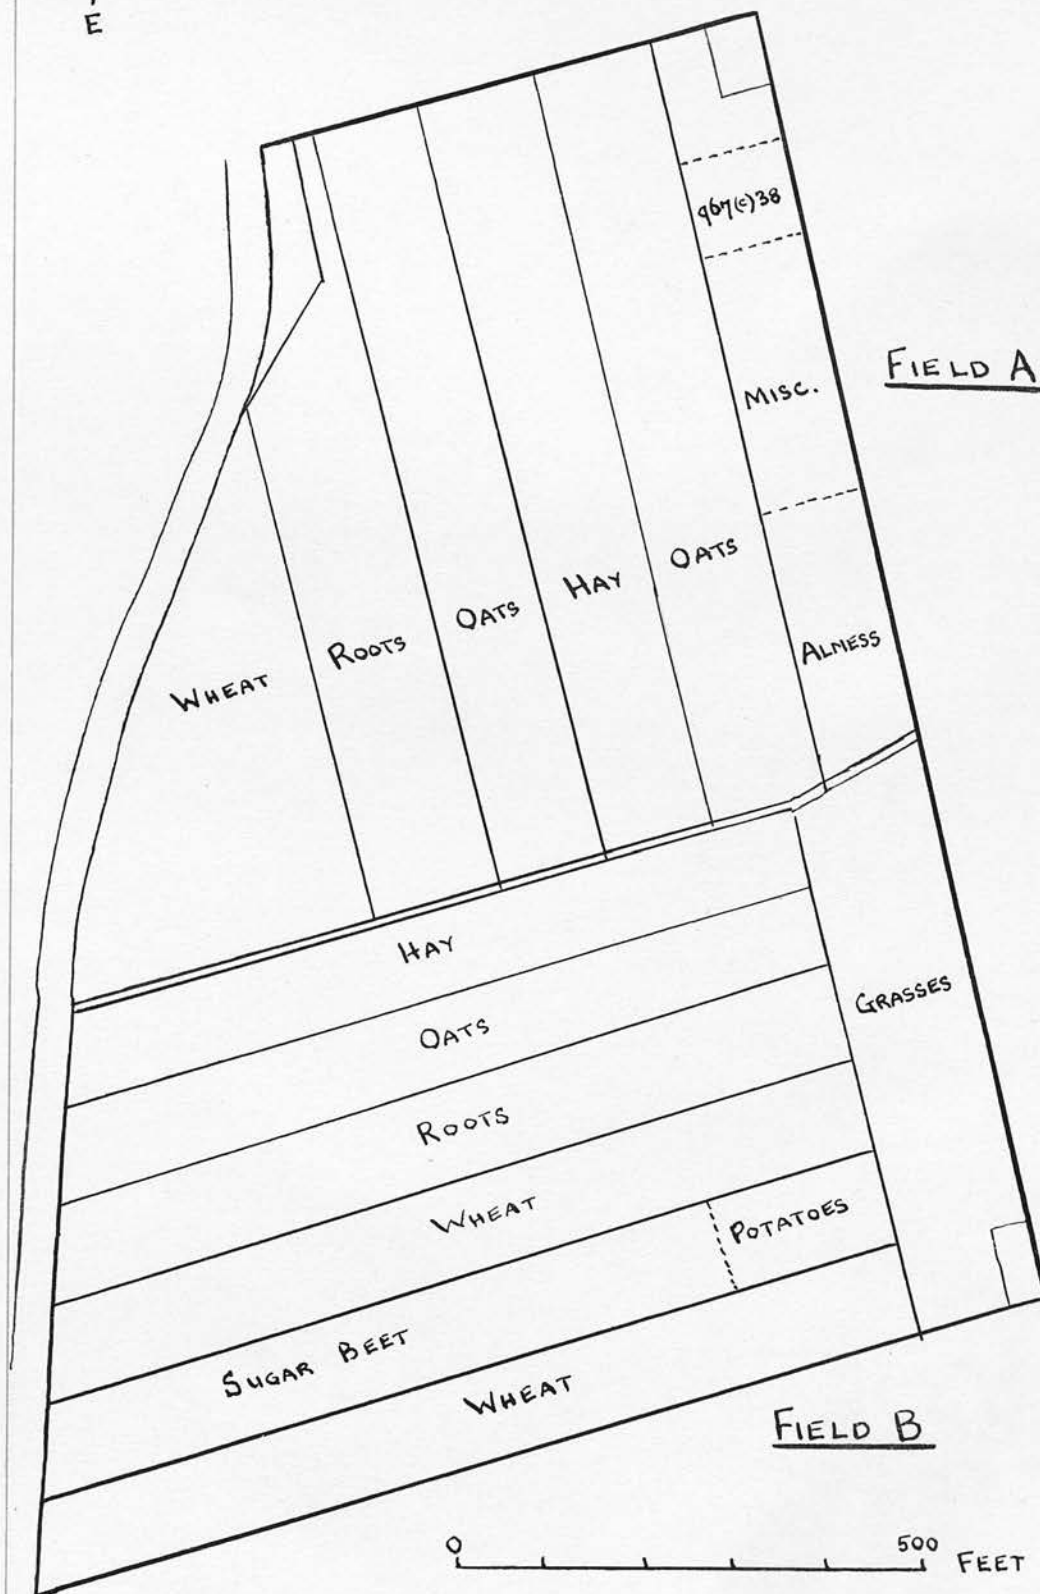 E
967(c)38
FIELD A
MISC.
OATS
HAY
OATS
ROOTS
ALNESS
WHEAT
HAY
GRASSES
OATS
ROOTS
WHEAT
POTATOES
SUGAR BEET
WHEAT
FIELD B
0 500 FEET